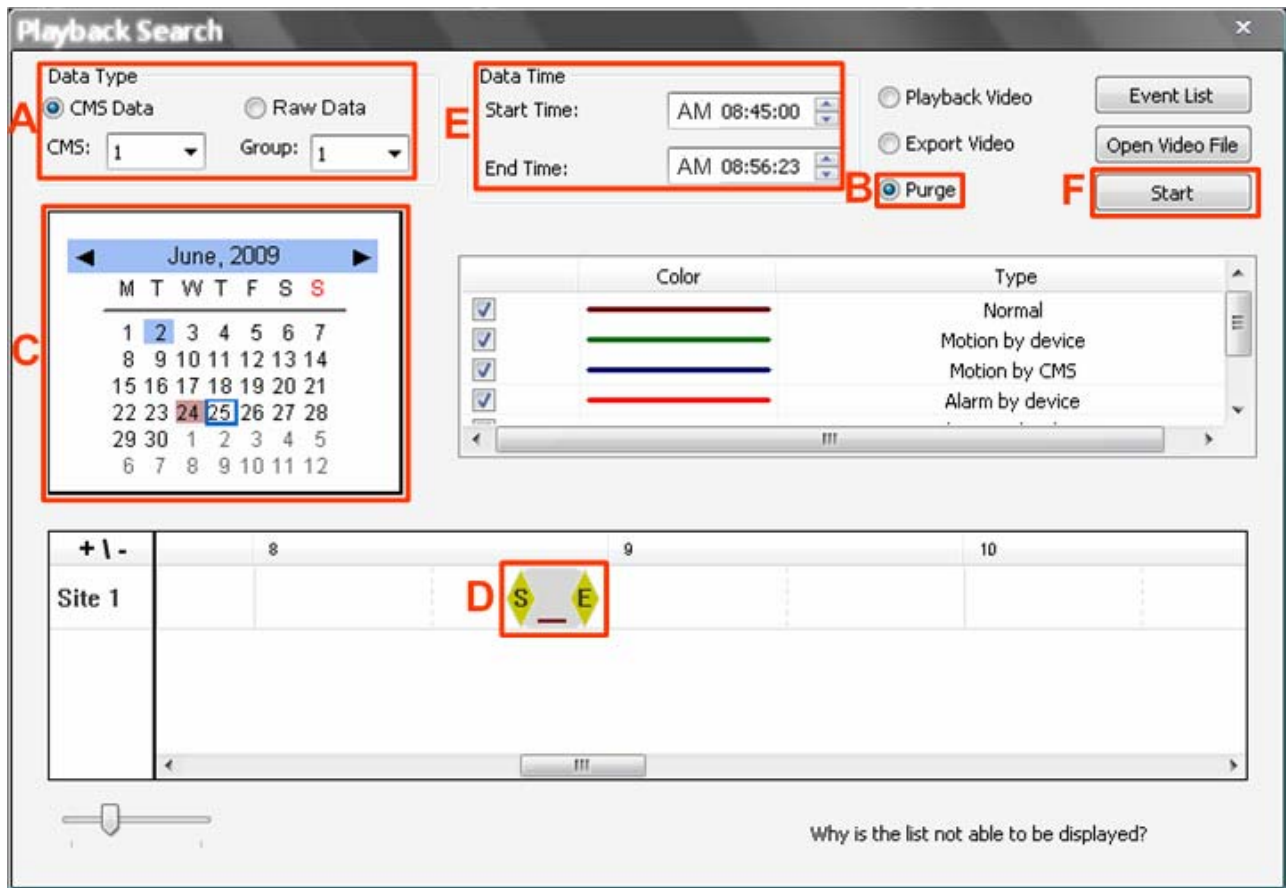 Playback Search
×
A
Data Type
CMS Data
Raw Data
CMS: 1
Group: 1
E
Data Time
Start Time: AM 08:45:00
End Time: AM 08:56:23
Playback Video
Export Video
B
Purge
Event List
Open Video File
F
Start
C
June, 2009
M T W T F S S
1 2 3 4 5 6 7
8 9 10 11 12 13 14
15 16 17 18 19 20 21
22 23 24 25 26 27 28
29 30 1 2 3 4 5
6 7 8 9 10 11 12
Color Type
Normal
Motion by device
Motion by CMS
Alarm by device
+ \ - 8 9 10
Site 1
D
S E
Why is the list not able to be displayed?